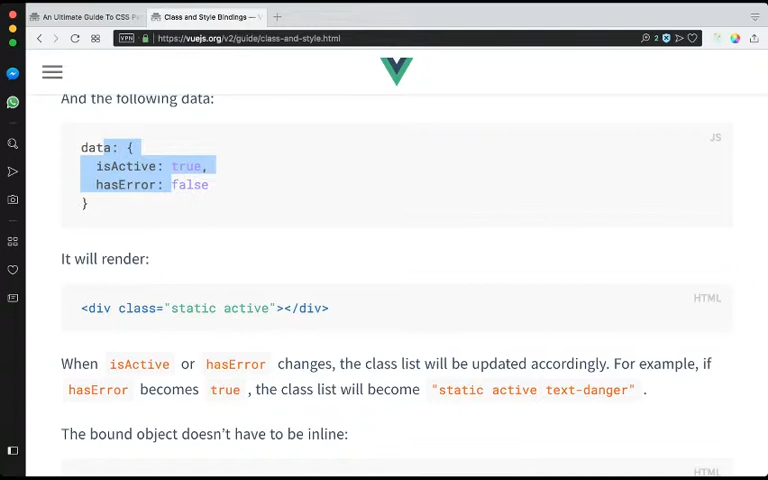 An Ultimate Guide To CSS P
Class and Style Bindings — V
VPN
https://vuejs.org/v2/guide/class-and-style.html
2
And the following data:
JS
data: {
isActive: true,
hasError: false
}
It will render:
HTML
<div class="static active"></div>
When isActive or hasError changes, the class list will be updated accordingly. For example, if
hasError becomes true , the class list will become "static active text-danger" .
The bound object doesn’t have to be inline:
HTML